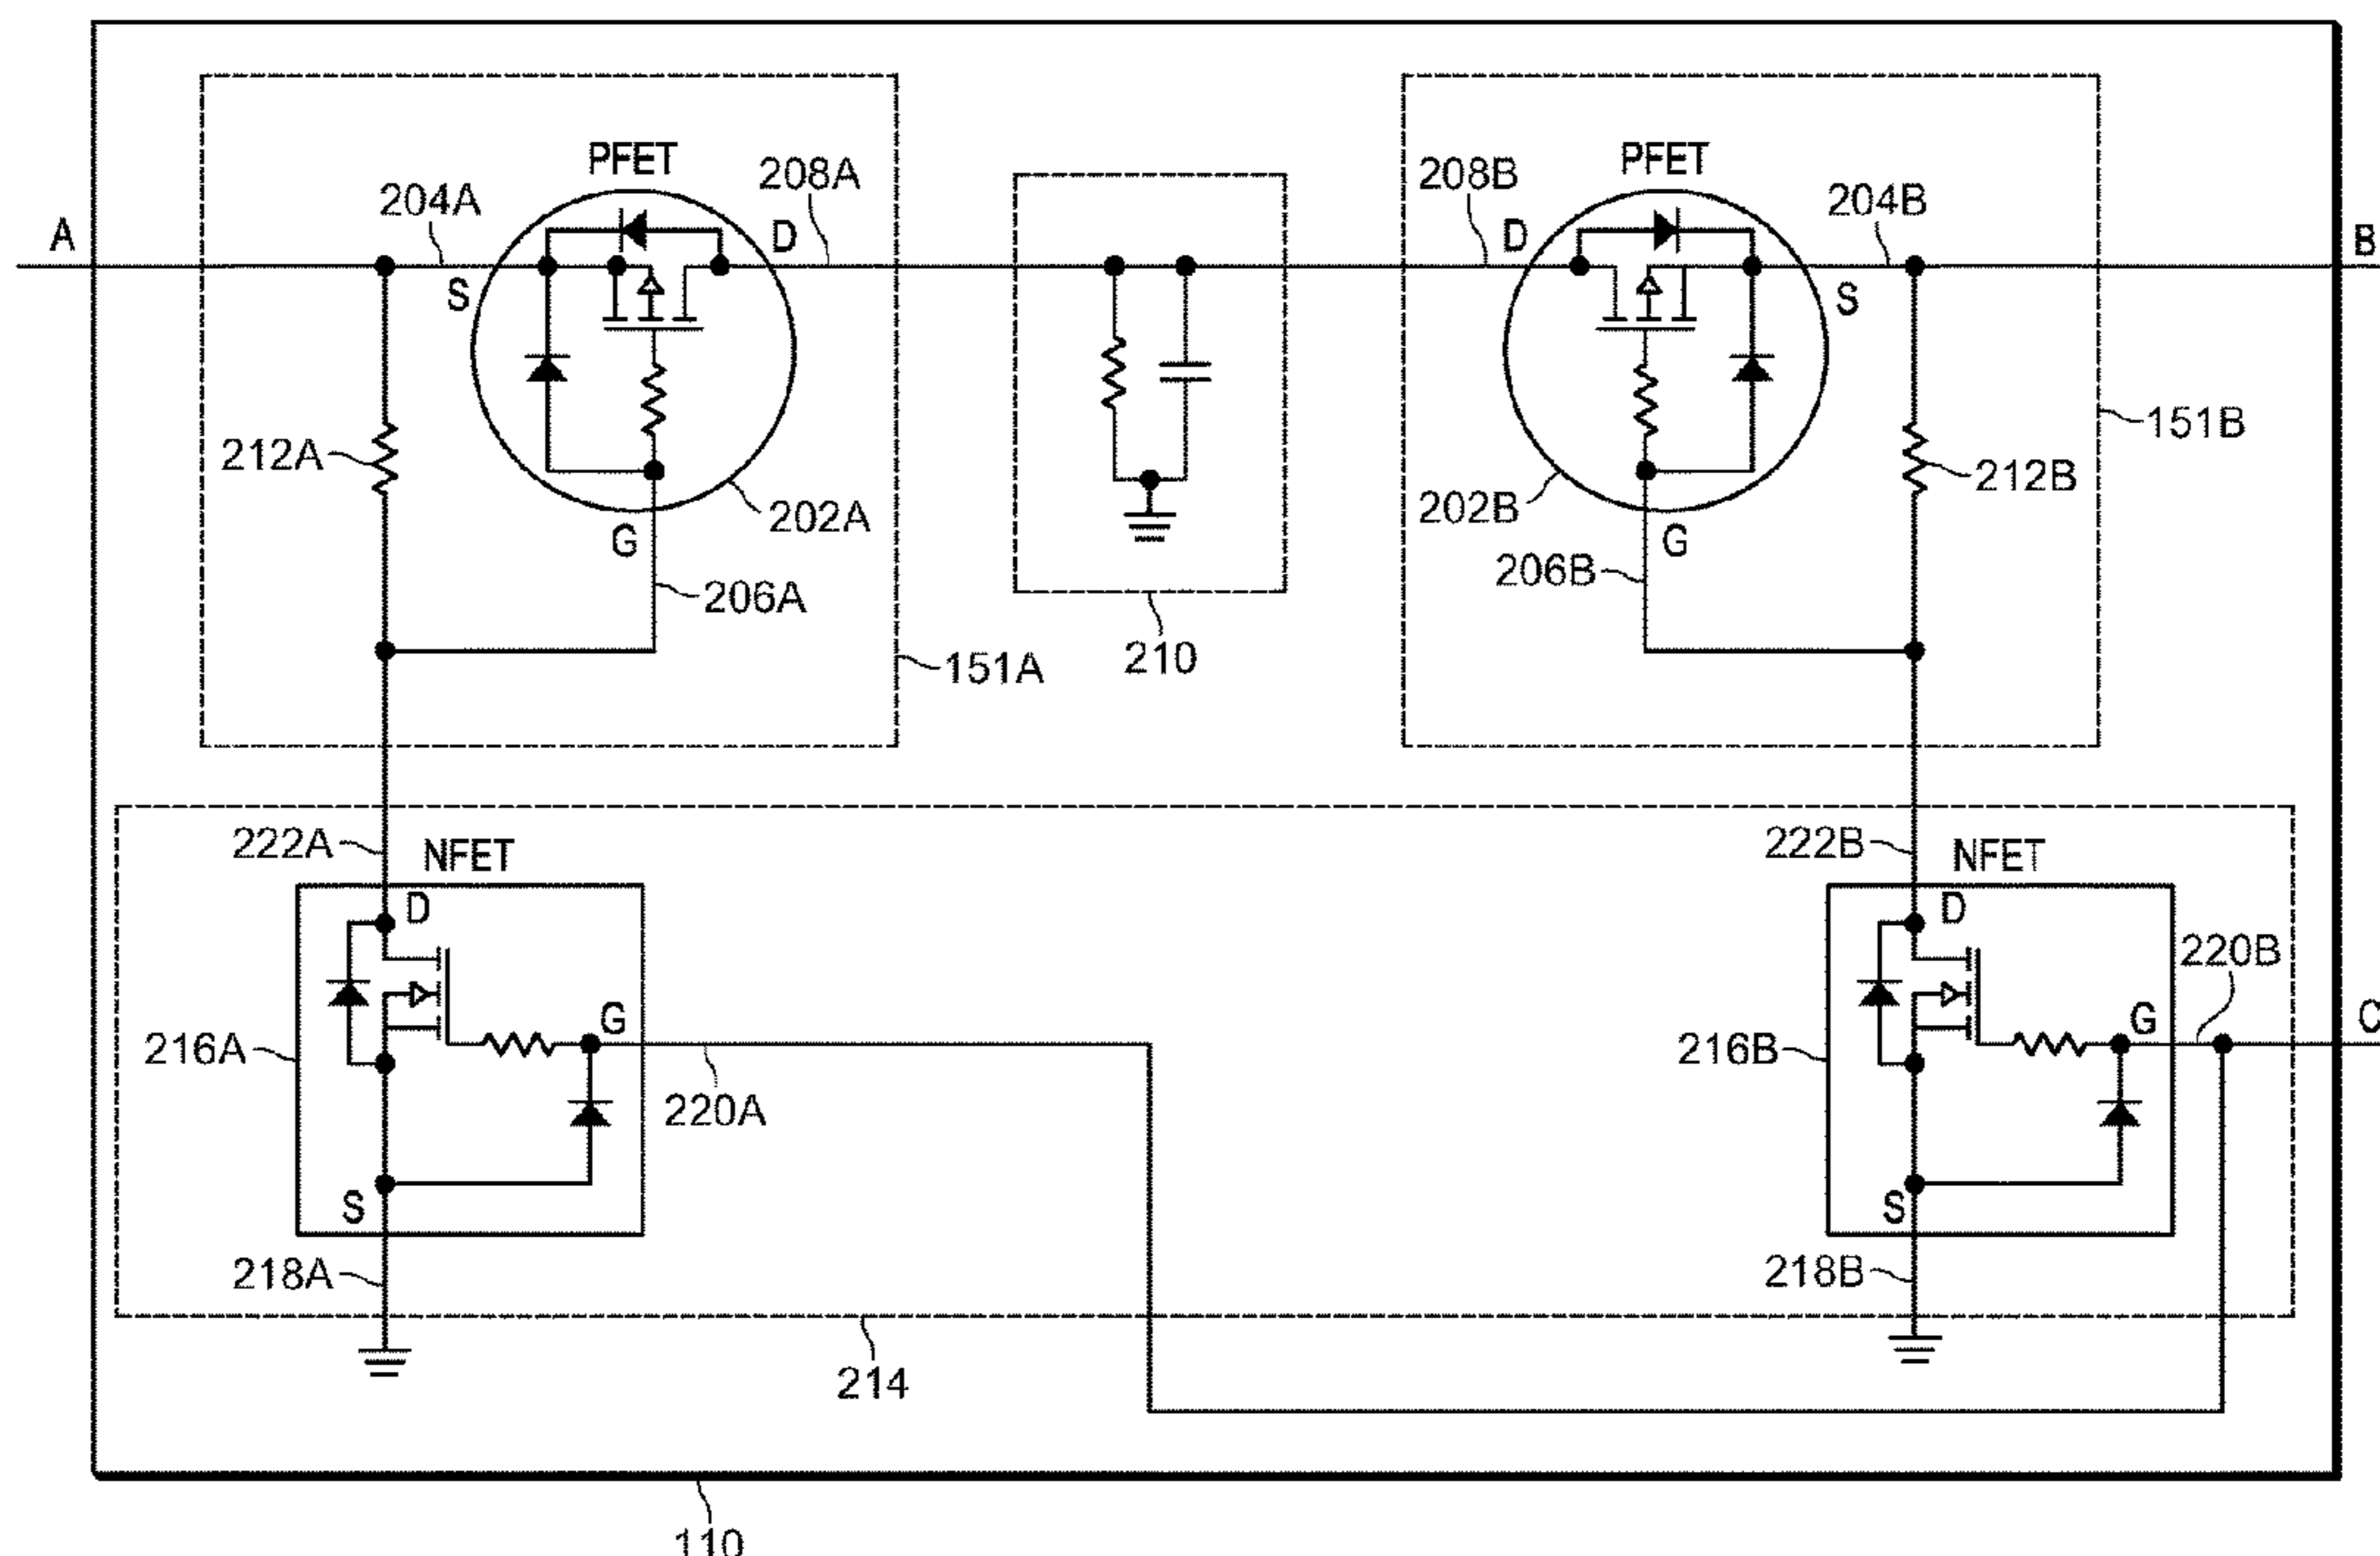 PFET
PFET
204A
208A
208B
204B
A
D
D
B
S
S
212A
151B
212B
202A
202B
G
G
206A
206B
210
151A
222A
NFET
222B
NFET
D
D
220B
G
G
C
216A
216B
220A
S
S
218A
218B
214
110